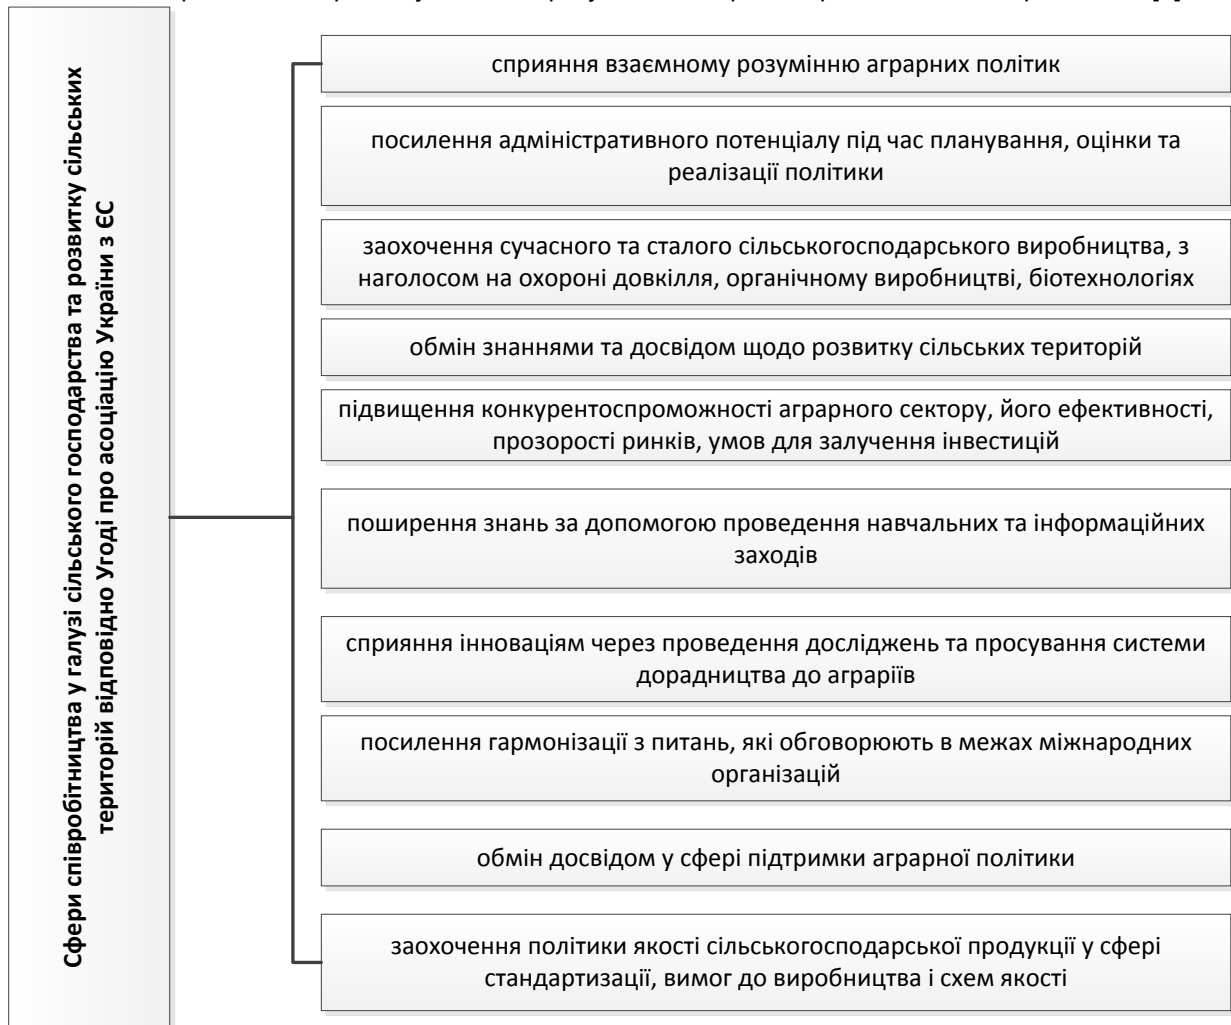 Сфери співробітництва у галузі сільського господарства та розвитку сільських
територій відповідно Угоді про асоціацію України з ЄС
сприяння взаємному розумінню аграрних політик
посилення адміністративного потенціалу під час планування, оцінки та
реалізації політики
заохочення сучасного та сталого сільськогосподарського виробництва, з
наголосом на охороні довкілля, органічному виробництві, біотехнологіях
обмін знаннями та досвідом щодо розвитку сільських територій
підвищення конкурентоспроможності аграрного сектору, його ефективності,
прозорості ринків, умов для залучення інвестицій
поширення знань за допомогою проведення навчальних та інформаційних
заходів
сприяння інноваціям через проведення досліджень та просування системи
дорадництва до аграріїв
посилення гармонізації з питань, які обговорюють в межах міжнародних
організацій
обмін досвідом у сфері підтримки аграрної політики
заохочення політики якості сільськогосподарської продукції у сфері
стандартизації, вимог до виробництва і схем якості